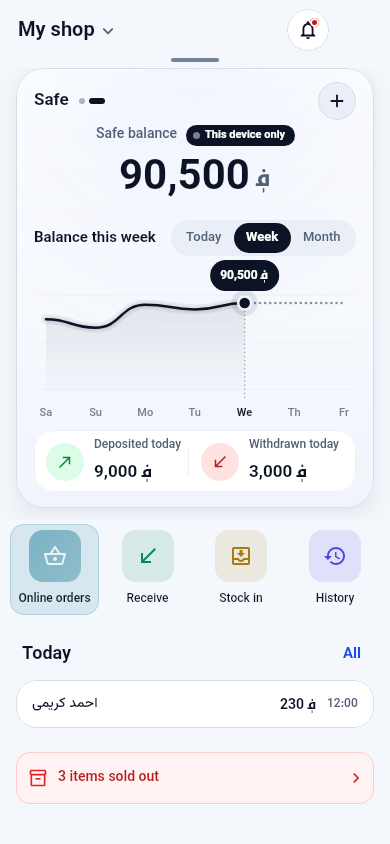 My shop
Safe
Safe balance This device only
90,500 ؋
Balance this week Today Week Month
90,500 ؋
Sa Su Mo Tu We Th Fr
Deposited today Withdrawn today
9,000 ؋ 3,000 ؋
Online orders Receive Stock in History
Today All
احمد کریمی 230 ؋ 12:00
3 items sold out